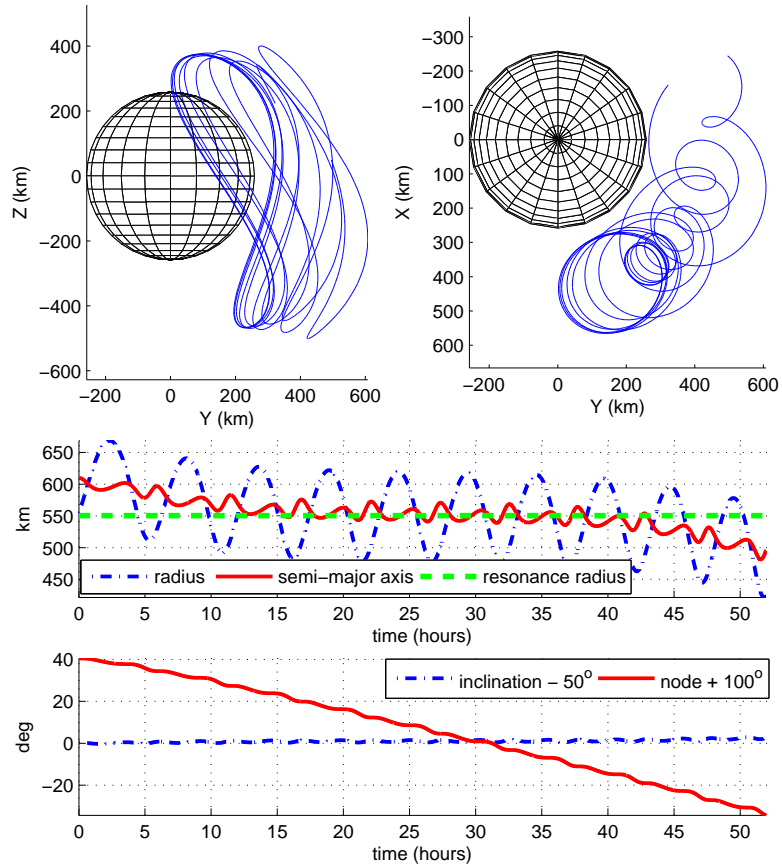 400
200
0
−200
−400
−600
Z (km)
−200 0 200 400 600
Y (km)
−300
−200
−100
0
100
200
300
400
500
600
X (km)
−200 0 200 400 600
Y (km)
650
600
550
500
450
km
radius semi−major axis resonance radius
0 5 10 15 20 25 30 35 40 45 50
time (hours)
40
20
0
−20
deg
inclination − 50° node + 100°
0 5 10 15 20 25 30 35 40 45 50
time (hours)